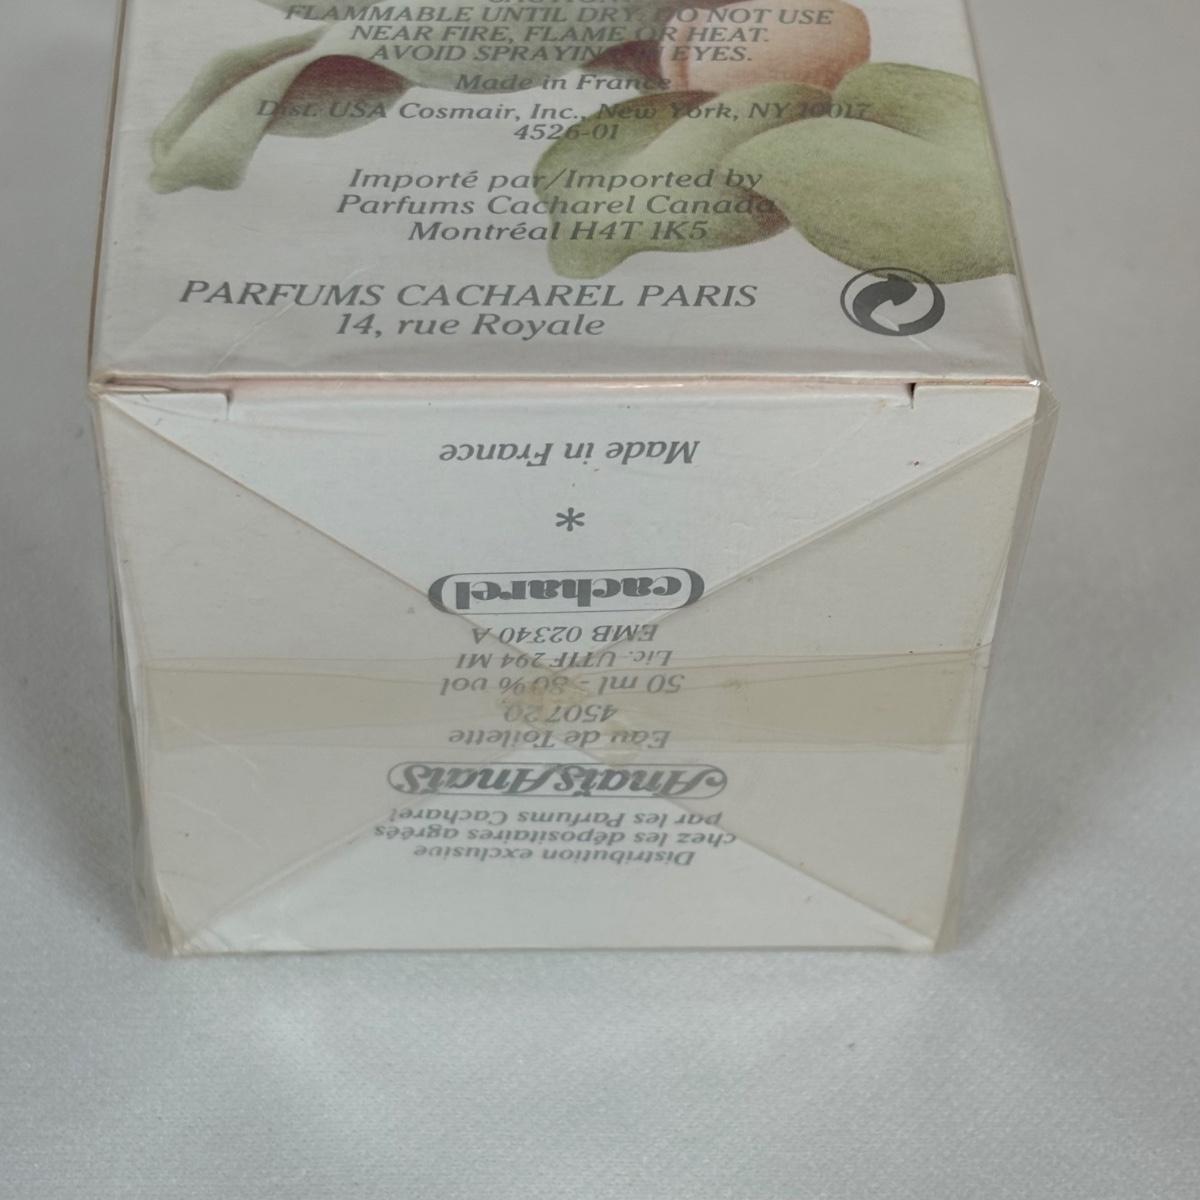 FLAMMABLE UNTIL DRY. DO NOT USE
NEAR FIRE, FLAME OR HEAT.
AVOID SPRAYING IN EYES.
Made in France
Dist. USA Cosmair, Inc., New York, NY 10017
4526-01
Importé par/Imported by
Parfums Cacharel Canada
Montréal H4T 1K5
PARFUMS CACHAREL PARIS
14, rue Royale
Distribution exclusive
chez les dépositaires agréés
par les Parfums Cacharel
Anaïs Anaïs
Eau de Toilette
450720
50 ml - 80% vol
Lic. UTIF 294 MI
EMB 02340 A
(cacharel)
*
Made in France